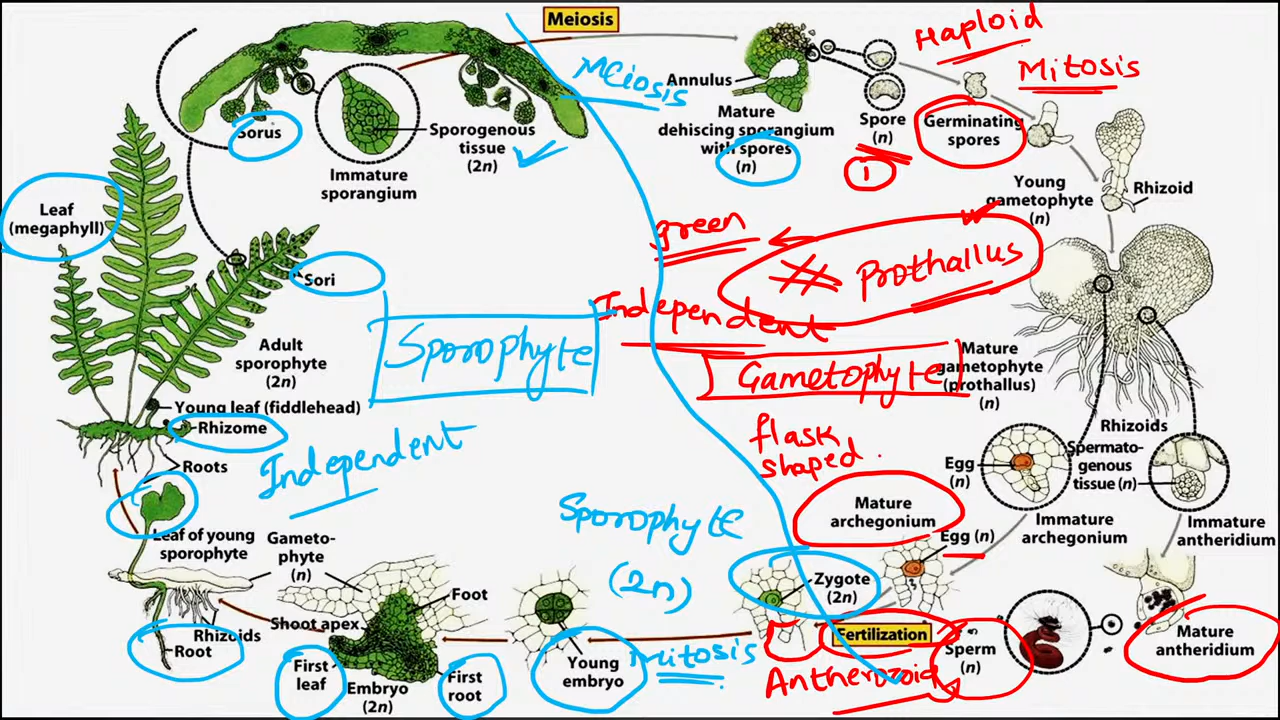 Meiosis
Meiosis
Haploid
Mitosis
Annulus
Mature
dehiscing sporangium
with spores
(n)
Spore
(n)
1
Germinating
spores
Sorus
Sporogenous
tissue
(2n)
Immature
sporangium
Young
gametophyte
(n)
Rhizoid
Leaf
(megaphyll)
Sori
green
# Prothallus
Independent
Sporophyte
Gametophyte
Mature
gametophyte
(prothallus)
(n)
Adult
sporophyte
(2n)
Young leaf (fiddlehead)
Rhizome
Roots
Independent
flask
shaped.
Rhizoids
Egg
(n)
Spermato-
genous
tissue (n)
Mature
archegonium
Immature
archegonium
Immature
antheridium
Egg (n)
Sporophyte
(2n)
Leaf of young
sporophyte
Gameto-
phyte
(n)
Foot
Shoot apex
Zygote
(2n)
Fertilization
Rhizoids
Root
First
leaf
Embryo
(2n)
First
root
Young
embryo
Mitosis
Antherozoid
Sperm
(n)
Mature
antheridium